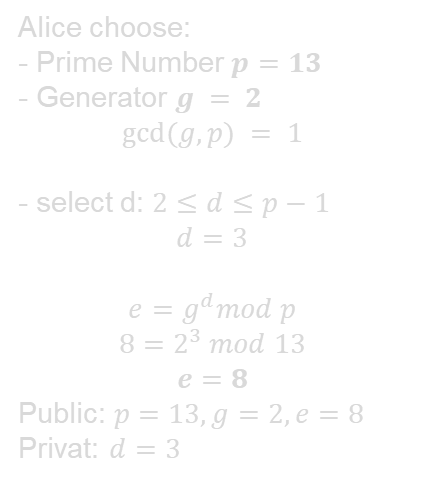 Alice choose:
- Prime Number p = 13
- Generator g = 2
gcd(g, p) = 1
- select d: 2 ≤ d ≤ p − 1
d = 3
e = g^d mod p
8 = 2^3 mod 13
e = 8
Public: p = 13, g = 2, e = 8
Privat: d = 3